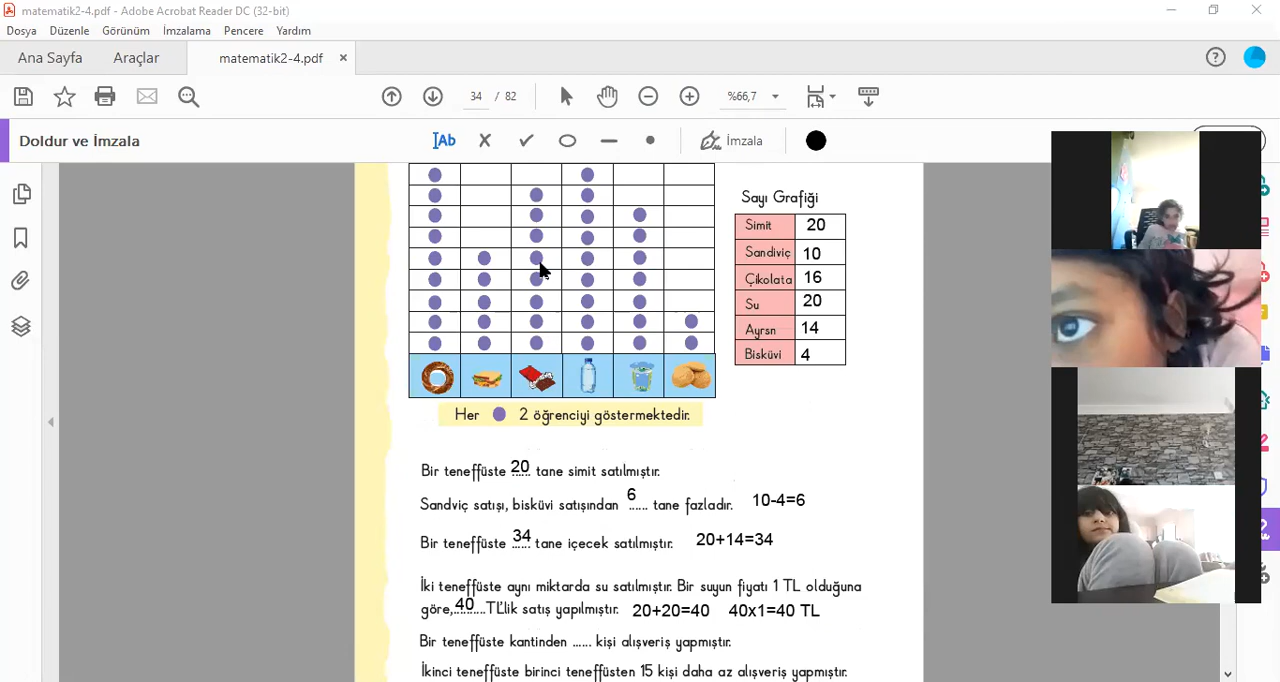 matematik2-4.pdf - Adobe Acrobat Reader DC (32-bit)
Dosya Düzenle Görünüm İmzalama Pencere Yardım
Ana Sayfa Araçlar matematik2-4.pdf ×
34 / 82 %66,7
Doldur ve İmzala Ab İmzala
Sayı Grafiği
Simit 20
Sandiviç 10
Çikolata 16
Su 20
Ayrsn 14
Bisküvi 4
Her 2 öğrenciyi göstermektedir.
Bir teneffüste 20 tane simit satılmıştır.
Sandviç satışı, bisküvi satışından 6 ...... tane fazladır. 10-4=6
Bir teneffüste 34 ...... tane içecek satılmıştır. 20+14=34
İki teneffüste aynı miktarda su satılmıştır. Bir suyun fiyatı 1 TL olduğuna
göre, 40 ......... TL'lik satış yapılmıştır. 20+20=40 40x1=40 TL
Bir teneffüste kantinden ...... kişi alışveriş yapmıştır.
İkinci teneffüste birinci teneffüsten 15 kişi daha az alışveriş yapmıştır.